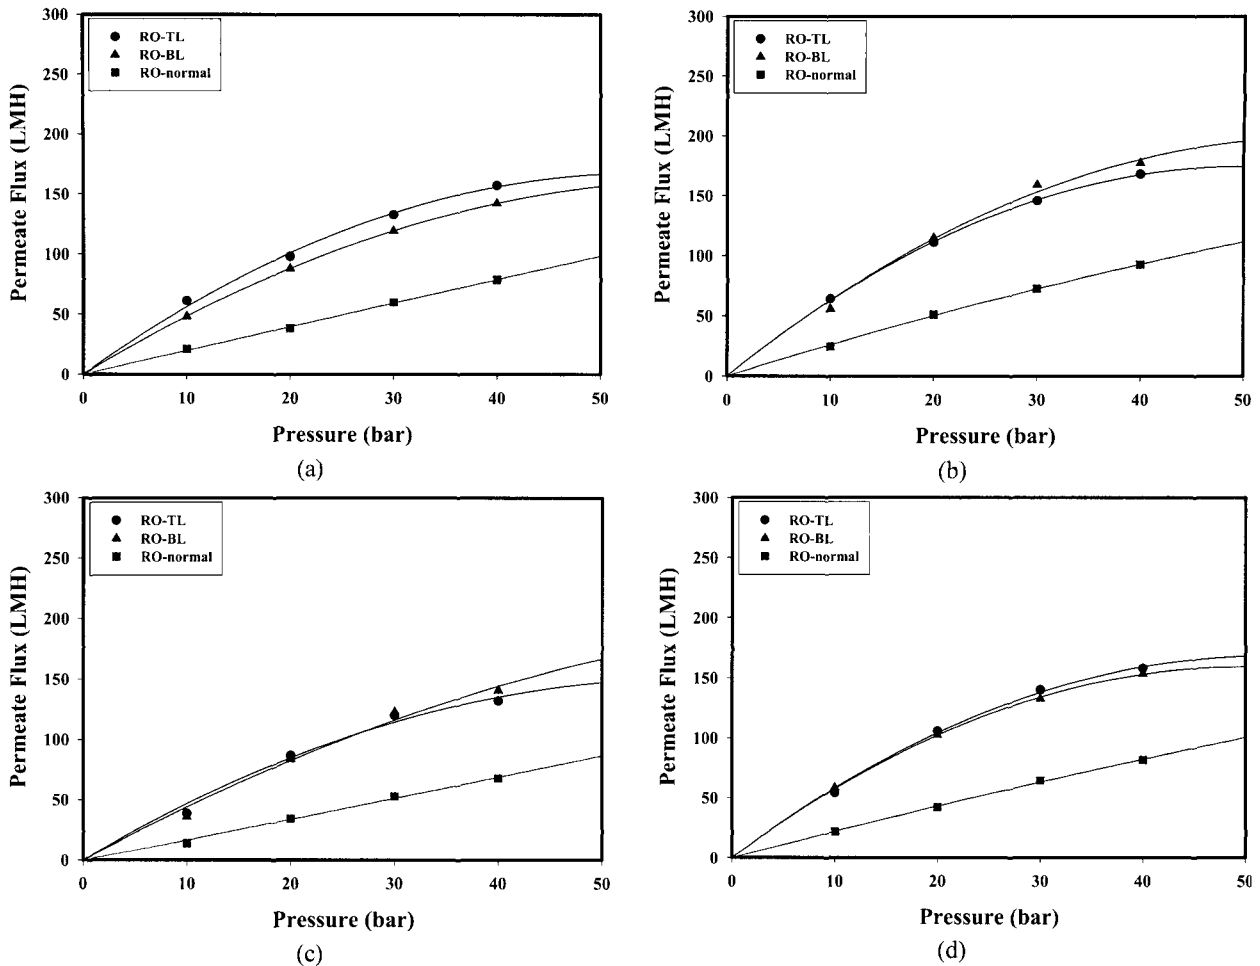 300
250
200
150
100
50
0
Permeate Flux (LMH)
RO-TL
RO-BL
RO-normal
0 10 20 30 40 50
Pressure (bar)
(a)
300
250
200
150
100
50
0
Permeate Flux (LMH)
RO-TL
RO-BL
RO-normal
0 10 20 30 40 50
Pressure (bar)
(b)
300
250
200
150
100
50
0
Permeate Flux (LMH)
RO-TL
RO-BL
RO-normal
0 10 20 30 40 50
Pressure (bar)
(c)
300
250
200
150
100
50
0
Permeate Flux (LMH)
RO-TL
RO-BL
RO-normal
0 10 20 30 40 50
Pressure (bar)
(d)